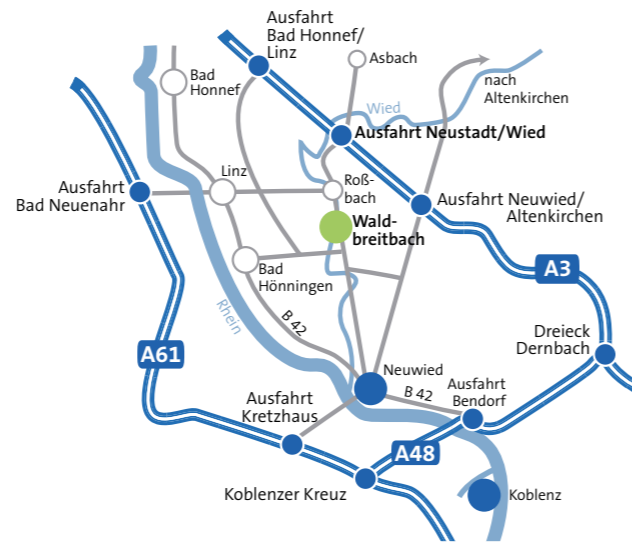 Ausfahrt
Bad Honnef/
Linz
Asbach
Bad
Honnef
nach
Altenkirchen
Wied
Ausfahrt Neustadt/Wied
Linz
Roß-
bach
Ausfahrt
Bad Neuenahr
Ausfahrt Neuwied/
Altenkirchen
Wald-
breitbach
Bad
Hönningen
A3
Rhein
B 42
Dreieck
Dernbach
A61
Neuwied
B 42
Ausfahrt
Bendorf
Ausfahrt
Kretzhaus
A48
Koblenzer Kreuz
Koblenz